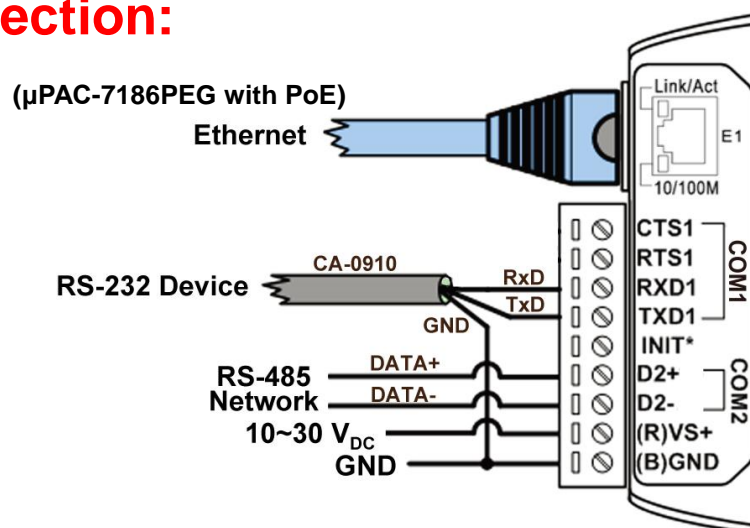 ection:
(µPAC-7186PEG with PoE)
Ethernet
Link/Act
E1
10/100M
CTS1
RTS1
RXD1
TXD1
COM1
INIT*
D2+
D2-
COM2
(R)VS+
(B)GND
CA-0910
RS-232 Device
RxD
TxD
GND
RS-485
Network
DATA+
DATA-
10~30 VDC
GND